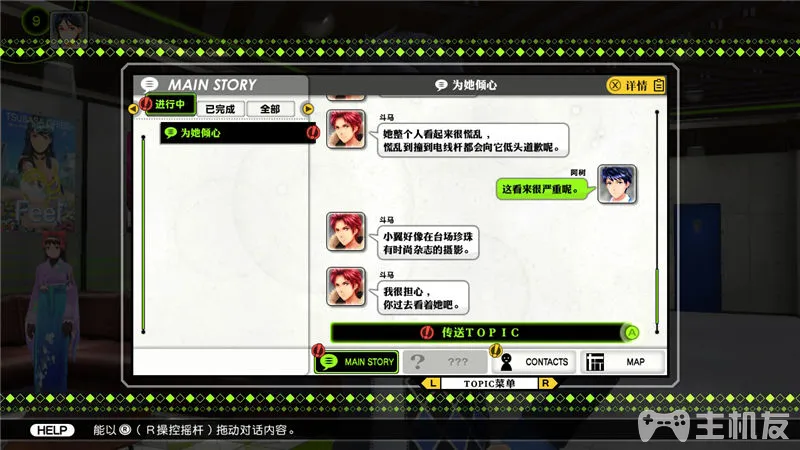 9
MAIN STORY
为她倾心
详情
进行中
已完成
全部
为她倾心
斗马
她整个人看起来很慌乱，
慌乱到撞到电线杆都会向它低头道歉呢。
阿树
这看来很严重呢。
斗马
小翼好像在台场珍珠
有时尚杂志的摄影。
斗马
我很担心，
你过去看着她吧。
传送TOPIC
A
MAIN STORY
? ???
CONTACTS
MAP
L TOPIC菜单 R
TSUBASA
Feel
HELP
能以R（R操控摇杆）拖动对话内容。
主机友